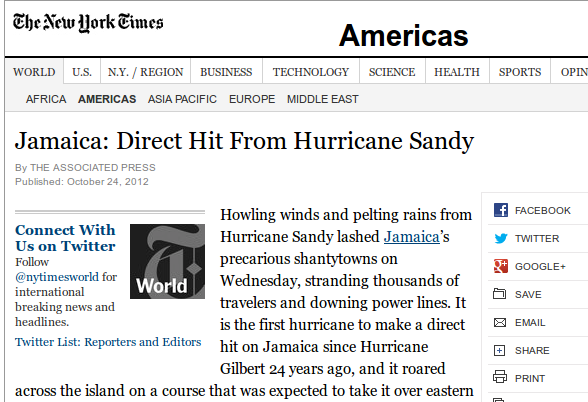 The New York Times
Americas
WORLD U.S. N.Y. / REGION BUSINESS TECHNOLOGY SCIENCE HEALTH SPORTS OPIN
AFRICA AMERICAS ASIA PACIFIC EUROPE MIDDLE EAST
Jamaica: Direct Hit From Hurricane Sandy
By THE ASSOCIATED PRESS
Published: October 24, 2012
Connect With
Us on Twitter
Follow
@nytimesworld for
international
breaking news and
headlines.
Twitter List: Reporters and Editors
T
World
Howling winds and pelting rains from
Hurricane Sandy lashed Jamaica's
precarious shantytowns on
Wednesday, stranding thousands of
travelers and downing power lines. It
is the first hurricane to make a direct
hit on Jamaica since Hurricane
Gilbert 24 years ago, and it roared
across the island on a course that was expected to take it over eastern
FACEBOOK
TWITTER
GOOGLE+
SAVE
EMAIL
SHARE
PRINT